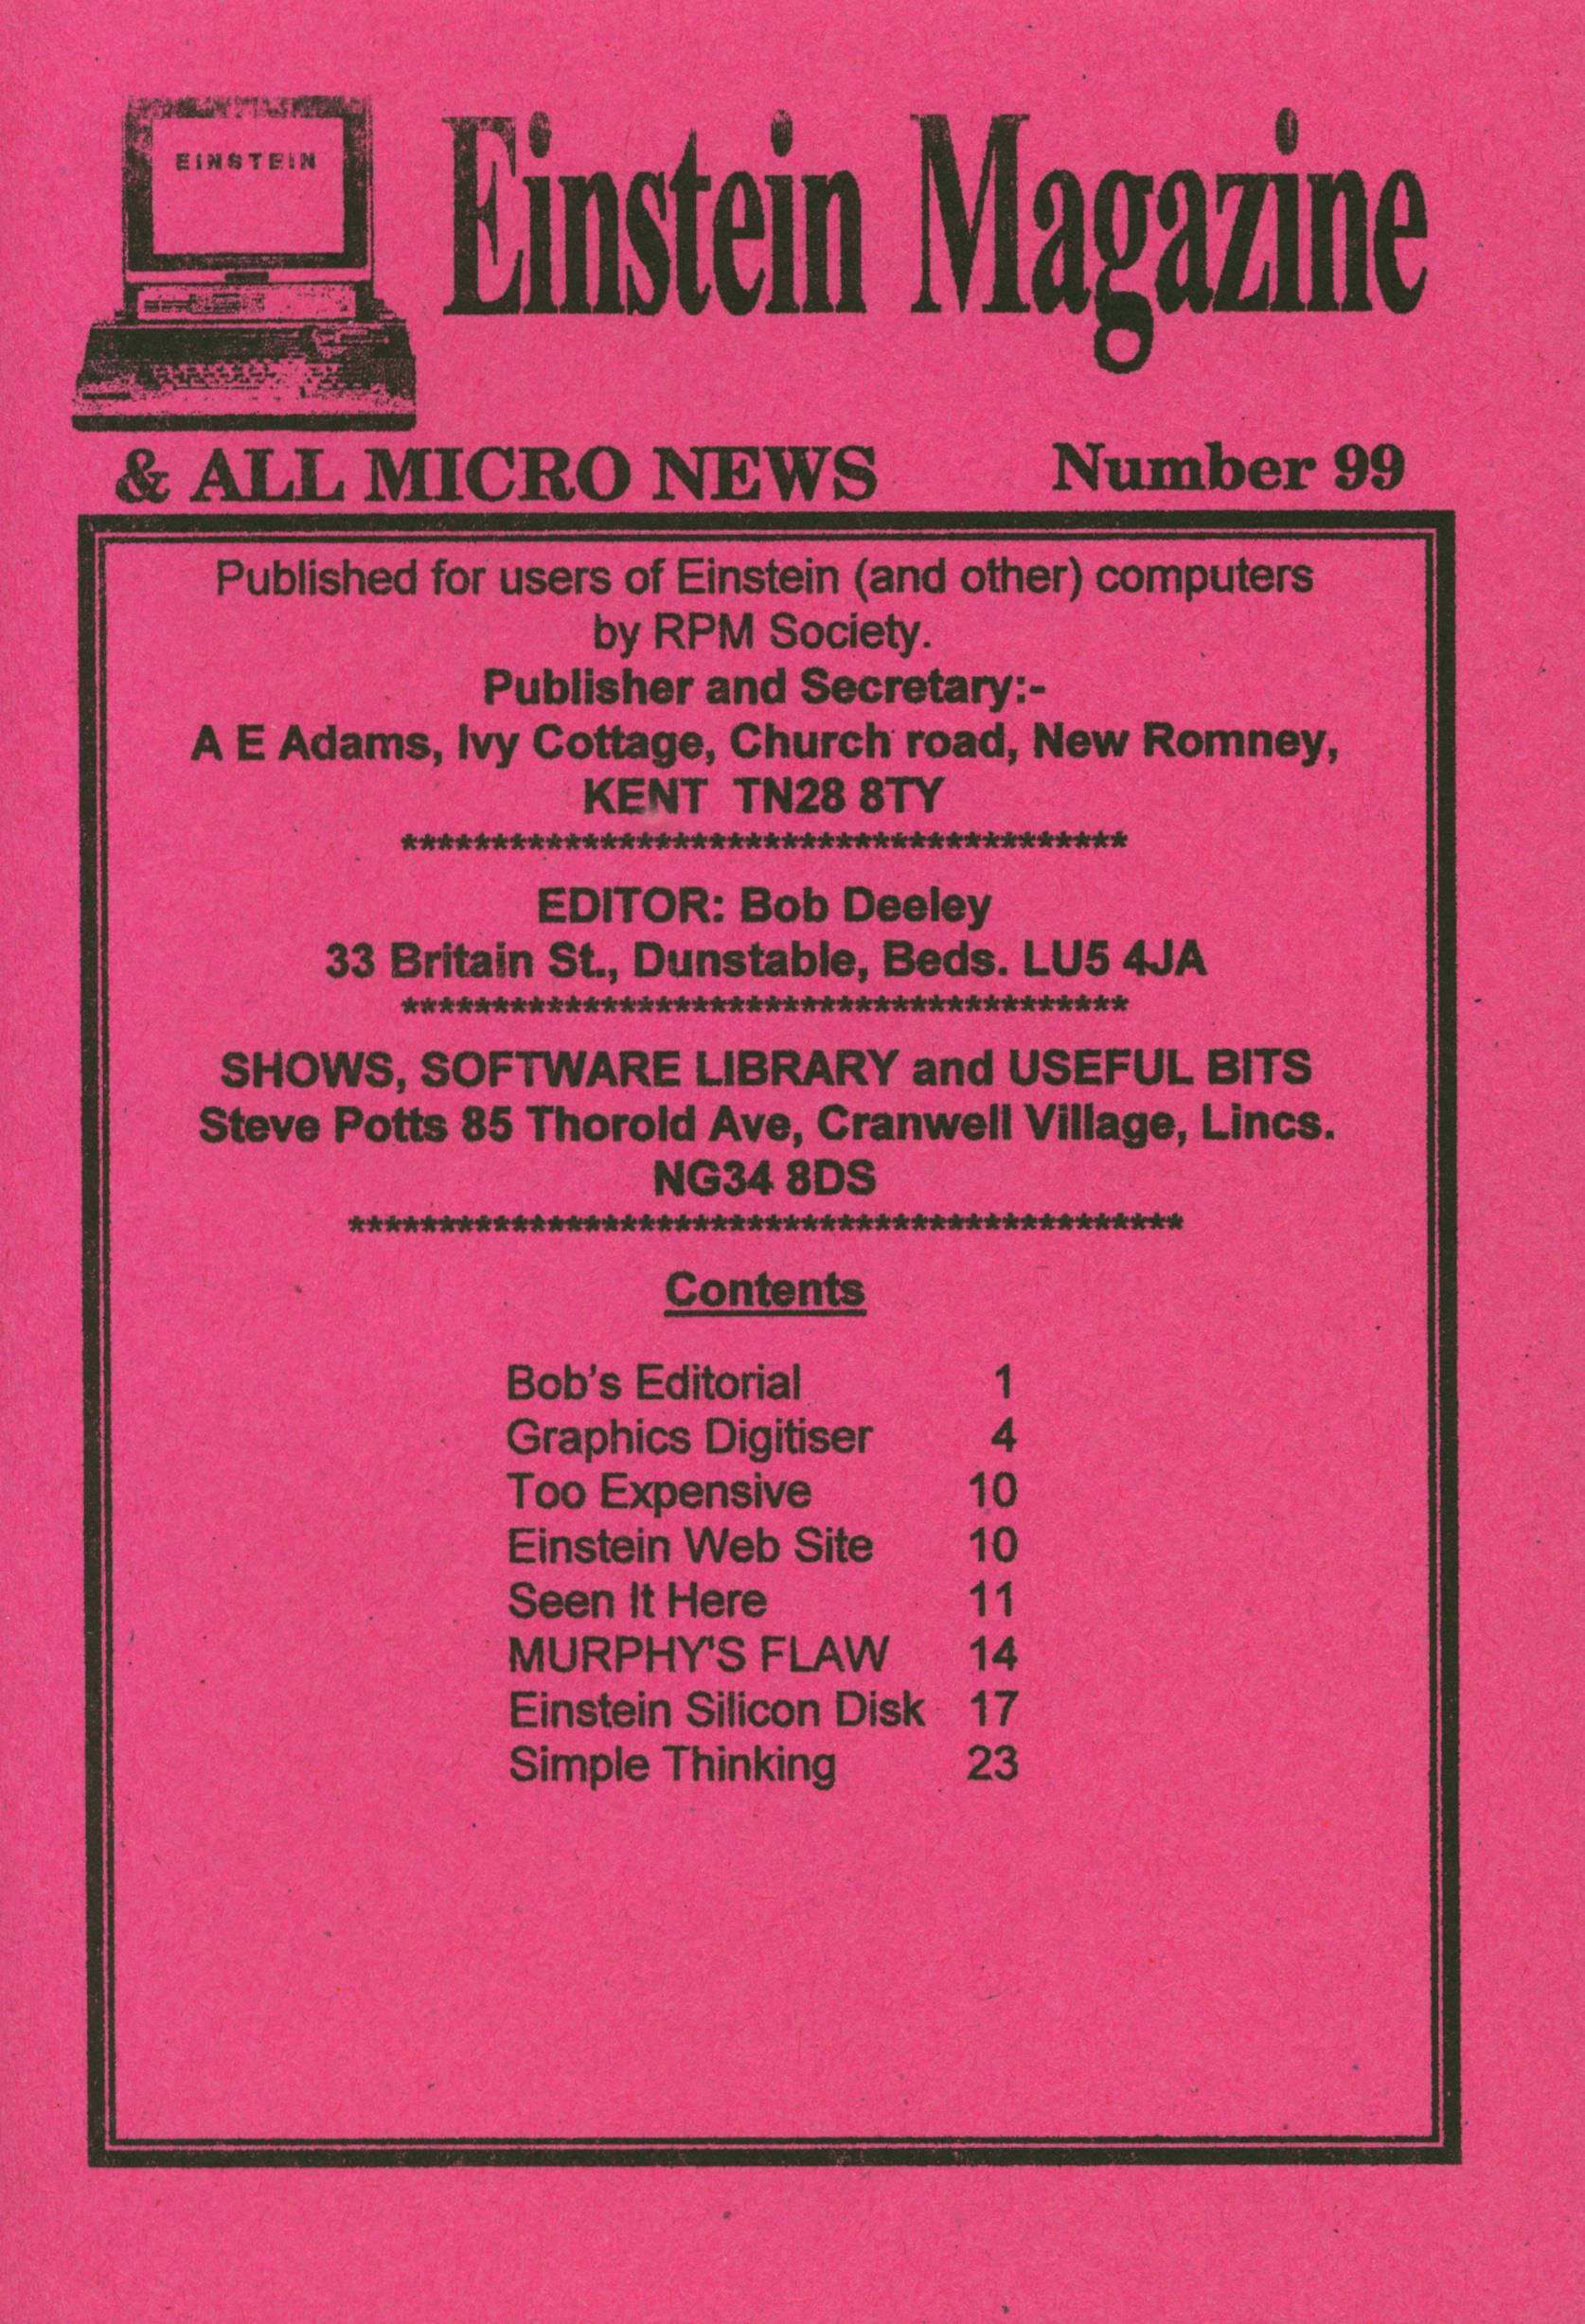 EINSTEIN
Einstein Magazine
& ALL MICRO NEWS Number 99
Published for users of Einstein (and other) computers
by RPM Society.
Publisher and Secretary:-
A E Adams, Ivy Cottage, Church road, New Romney,
KENT TN28 8TY
****************************************
EDITOR: Bob Deeley
33 Britain St., Dunstable, Beds. LU5 4JA
****************************************
SHOWS, SOFTWARE LIBRARY and USEFUL BITS
Steve Potts 85 Thorold Ave, Cranwell Village, Lincs.
NG34 8DS
**********************************************
Contents
Bob's Editorial 1
Graphics Digitiser 4
Too Expensive 10
Einstein Web Site 10
Seen It Here 11
MURPHY'S FLAW 14
Einstein Silicon Disk 17
Simple Thinking 23